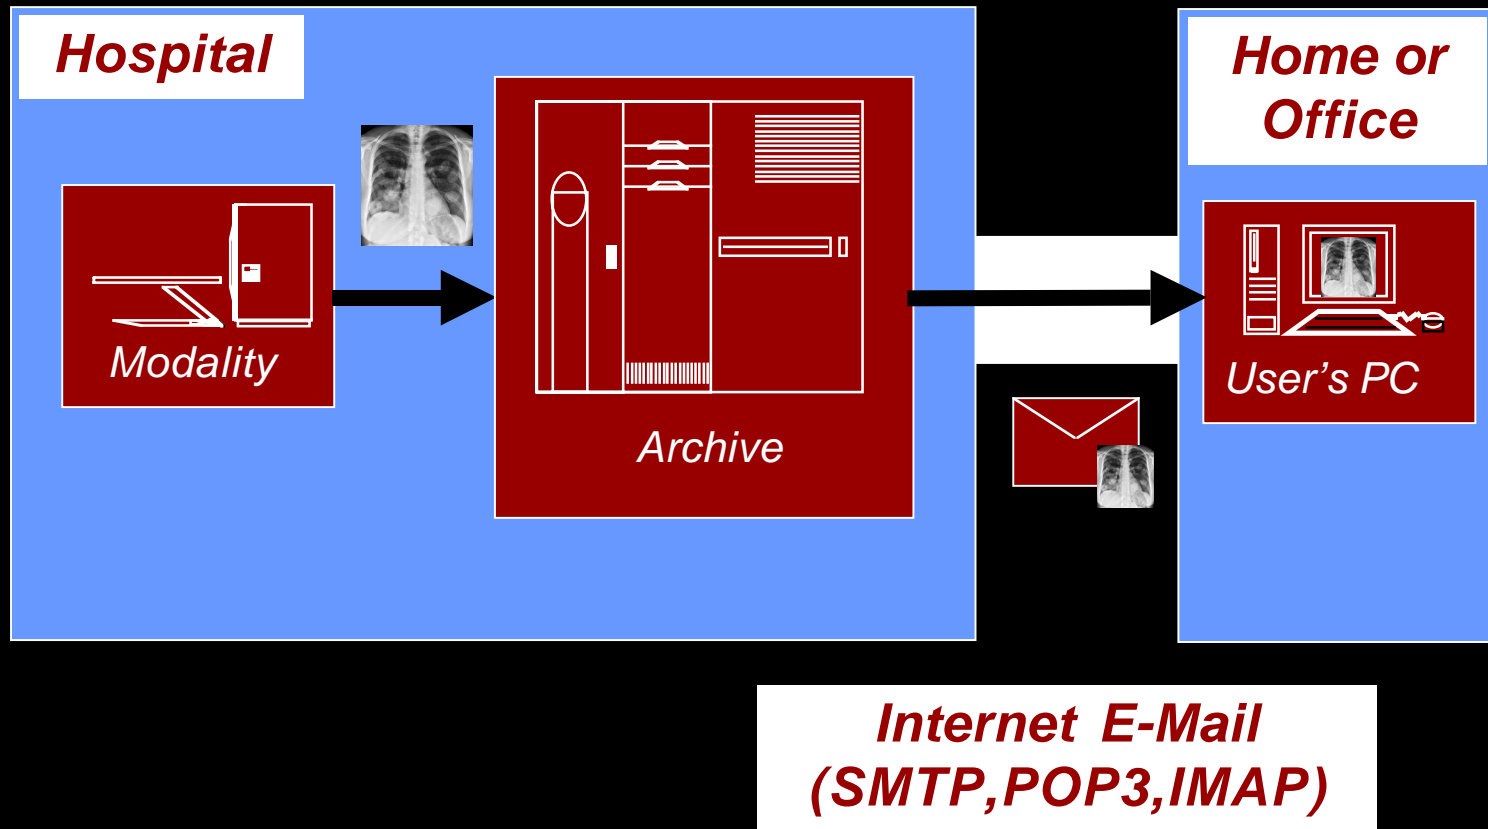 Hospital
Home or
Office
Modality
Archive
User’s PC
Internet E-Mail
(SMTP,POP3,IMAP)